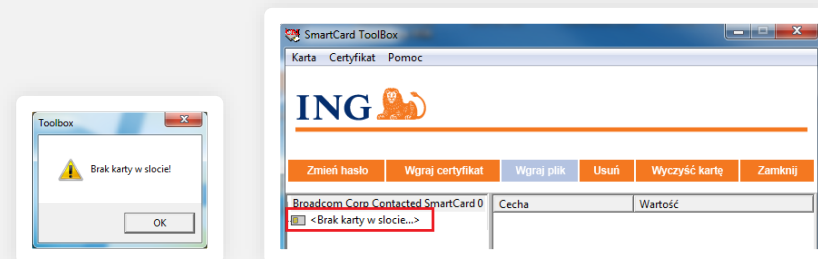 Toolbox
Brak karty w slocie!
OK
SmartCard ToolBox
Karta Certyfikat Pomoc
ING
Zmień hasło Wgraj certyfikat Wgraj plik Usuń Wyczyść kartę Zamknij
Broadcom Corp Contacted SmartCard 0 Cecha Wartość
<Brak karty w slocie...>